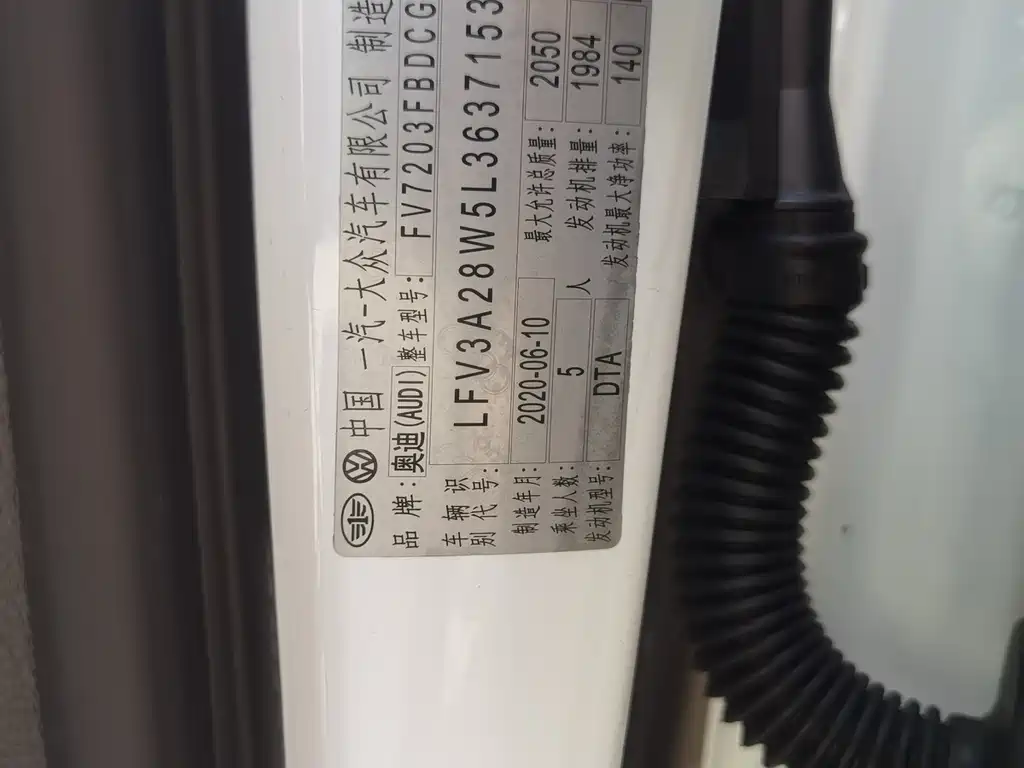 中国 一汽-大众汽车有限公司 制造
品 牌: 奥迪(AUDI) 整车型号: FV7203FBDCG
车辆识别代号: LFV3A28W5L3637153
制造年月: 2020-06-10 最大允许总质量: 2050
乘坐人数: 5 人 发动机排量: 1984
发动机型号: DTA 发动机最大净功率: 140